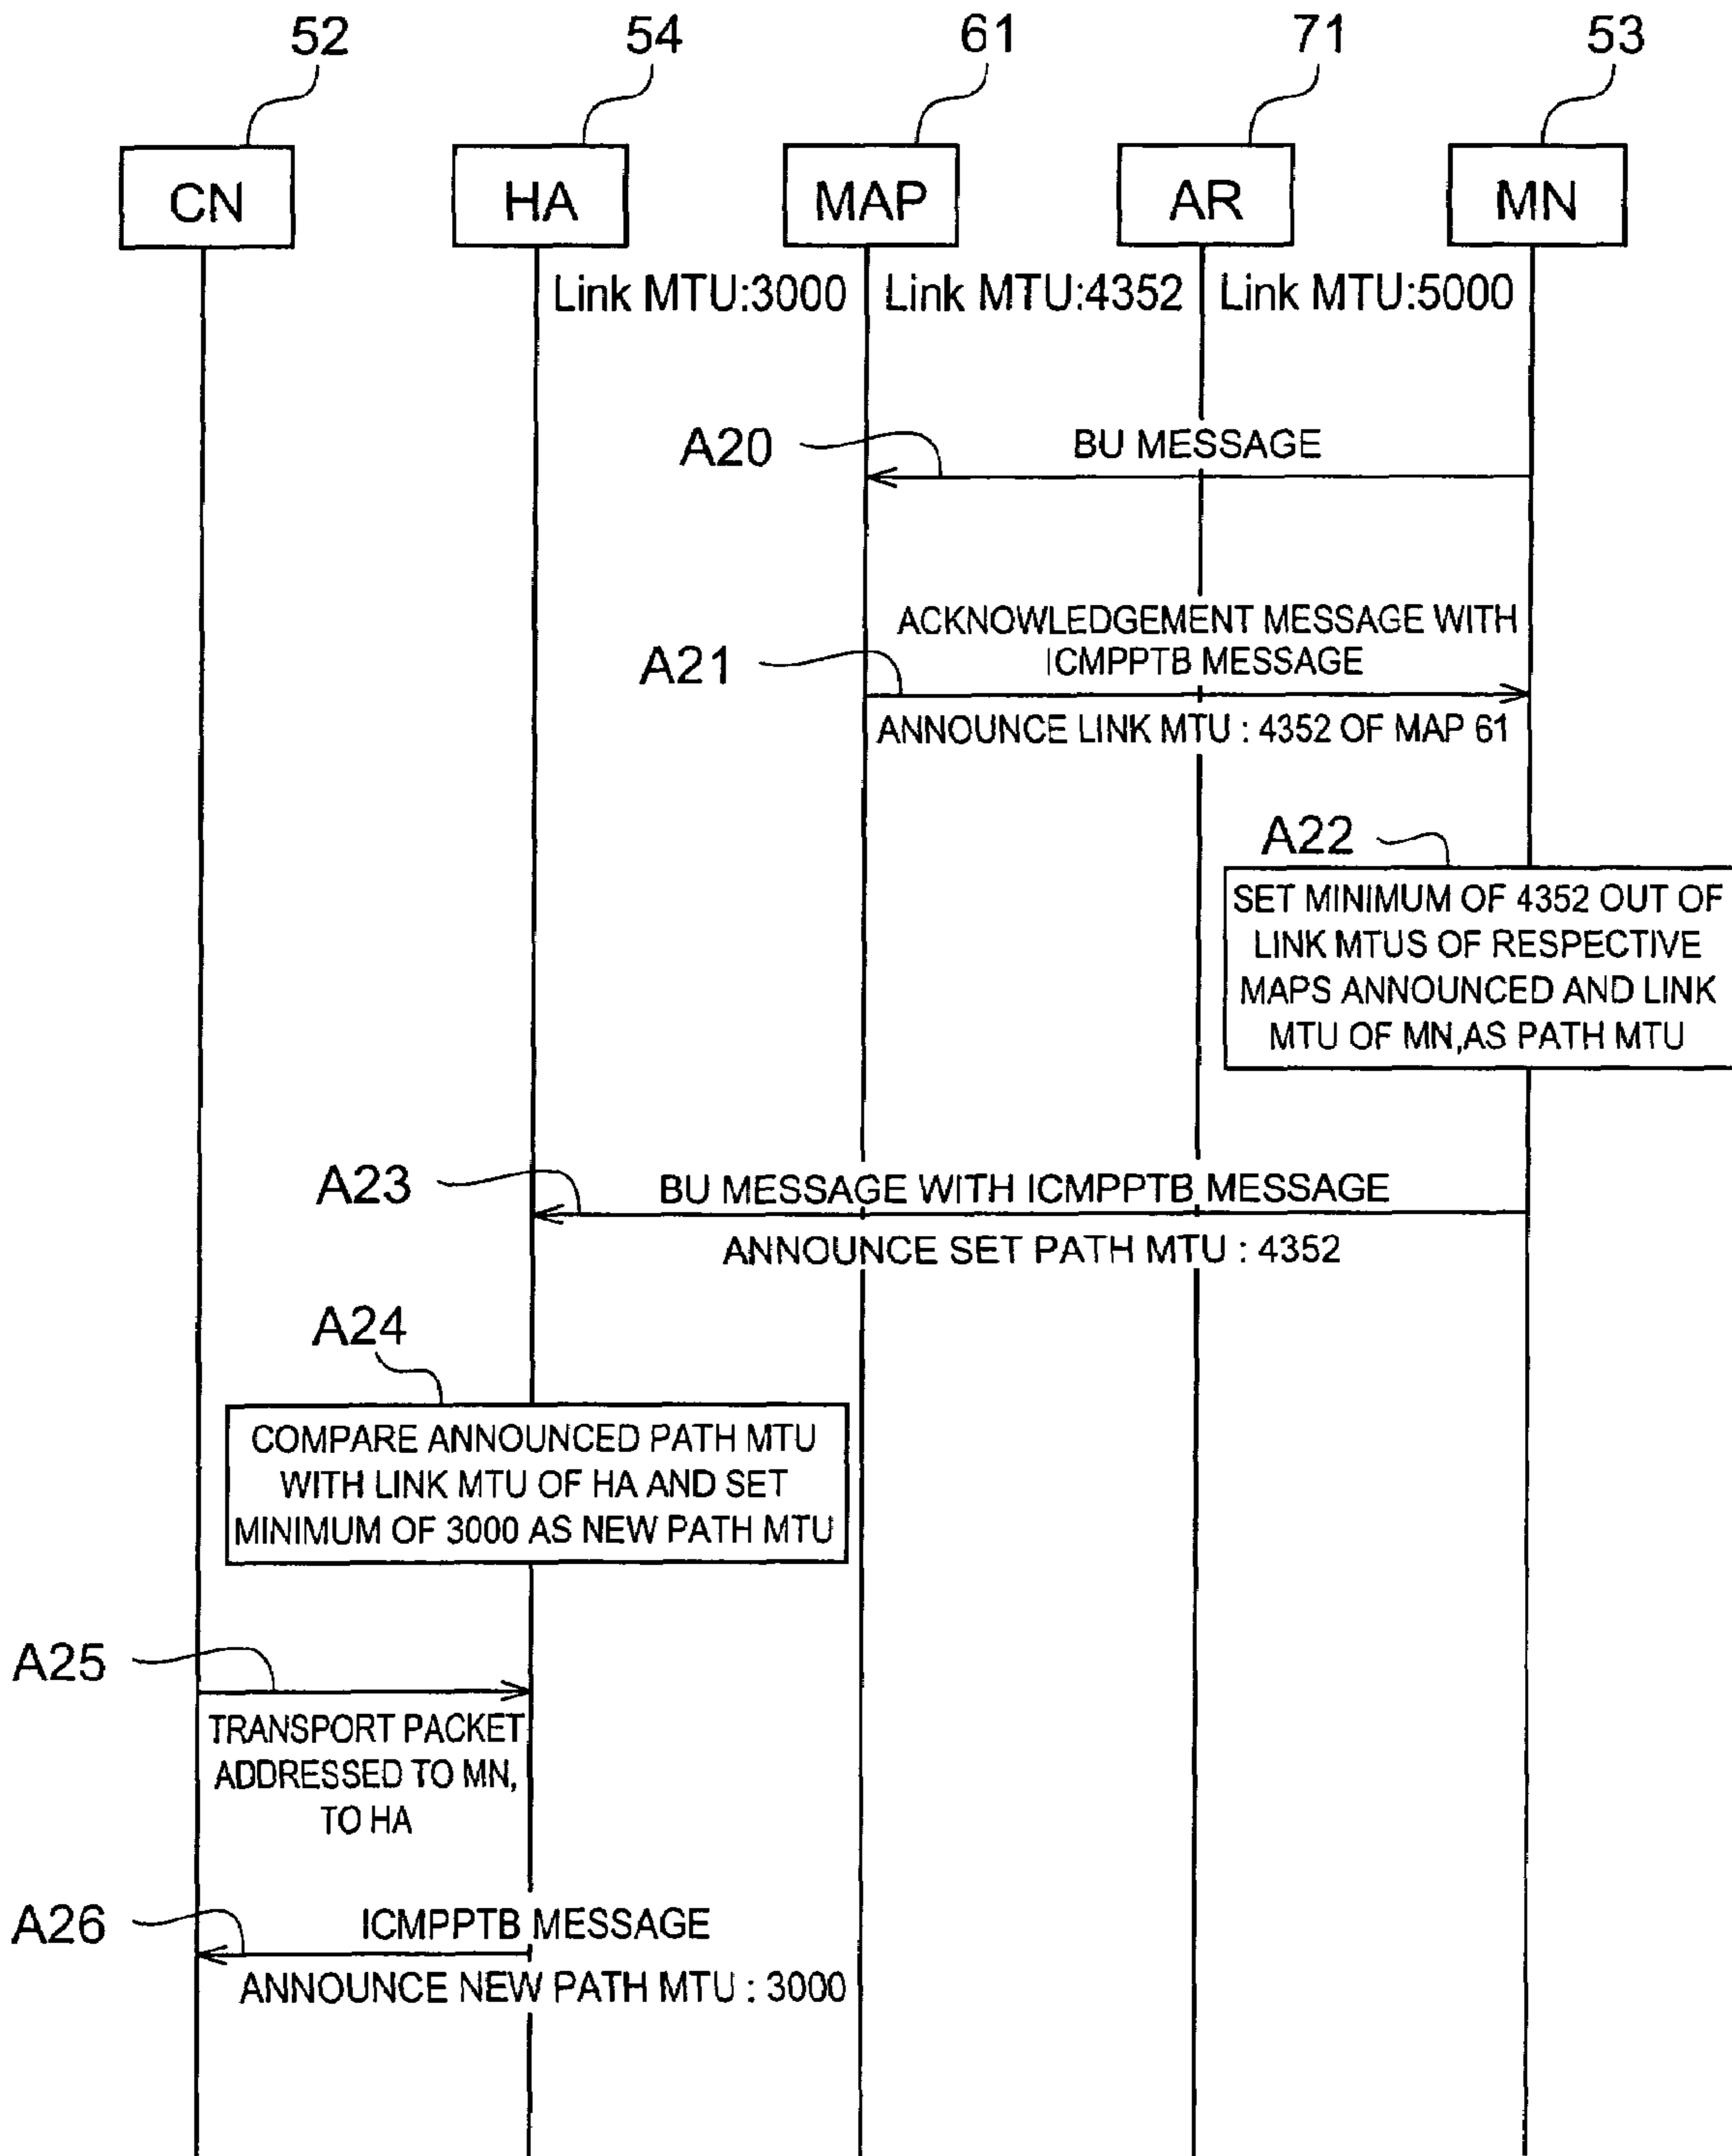 52
54
61
71
53
CN
HA
MAP
AR
MN
Link MTU:3000
Link MTU:4352
Link MTU:5000
A20
BU MESSAGE
ACKNOWLEDGEMENT MESSAGE WITH
ICMPPTB MESSAGE
A21
ANNOUNCE LINK MTU : 4352 OF MAP 61
A22
SET MINIMUM OF 4352 OUT OF
LINK MTUS OF RESPECTIVE
MAPS ANNOUNCED AND LINK
MTU OF MN,AS PATH MTU
A23
BU MESSAGE WITH ICMPPTB MESSAGE
ANNOUNCE SET PATH MTU : 4352
A24
COMPARE ANNOUNCED PATH MTU
WITH LINK MTU OF HA AND SET
MINIMUM OF 3000 AS NEW PATH MTU
A25
TRANSPORT PACKET
ADDRESSED TO MN,
TO HA
A26
ICMPPTB MESSAGE
ANNOUNCE NEW PATH MTU : 3000